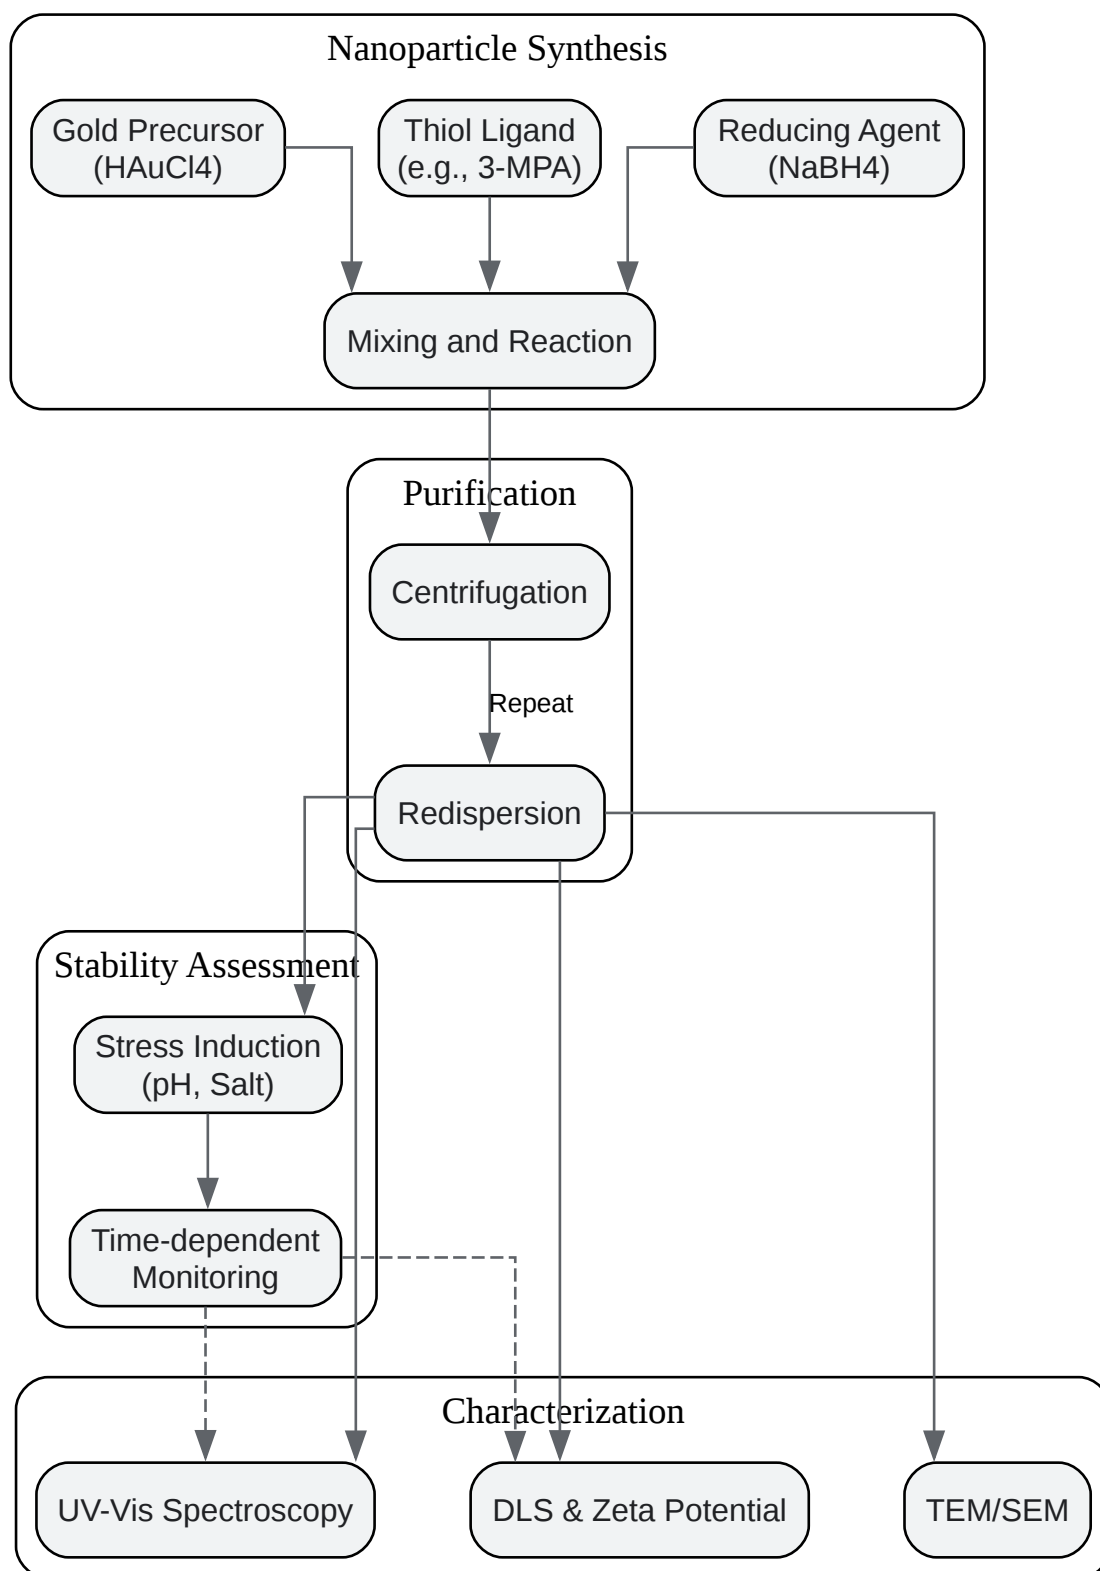 Nanoparticle Synthesis
Gold Precursor
(HAuCl4)
Thiol Ligand
(e.g., 3-MPA)
Reducing Agent
(NaBH4)
Mixing and Reaction
Purification
Centrifugation
Repeat
Redispersion
Stability Assessment
Stress Induction
(pH, Salt)
Time-dependent
Monitoring
Characterization
UV-Vis Spectroscopy
DLS & Zeta Potential
TEM/SEM